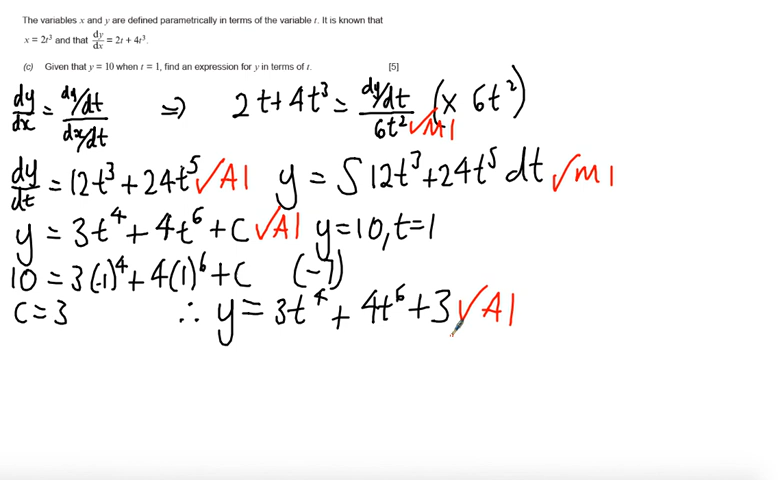 The variables x and y are defined parametrically in terms of the variable t. It is known that
x = 2t³ and that dy/dx = 2t + 4t³.
(c) Given that y = 10 when t = 1, find an expression for y in terms of t. [5]
dy/dx = (dy/dt)/(dx/dt) ⇒ 2t+4t³ = (dy/dt)/6t² ✓M1 (× 6t²)
dy/dt = 12t³ + 24t⁵ ✓A1 y = ∫ 12t³+24t⁵ dt ✓M1
y = 3t⁴ + 4t⁶ + C ✓A1 y=10, t=1
10 = 3(-1)⁴ + 4(1)⁶ + C (-7)
C = 3 ∴ y = 3t⁴ + 4t⁶ + 3 ✓A1